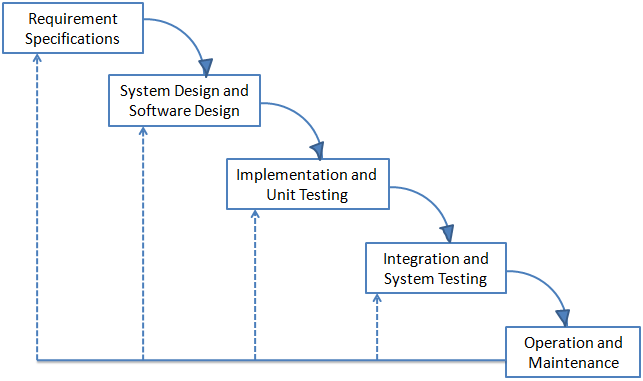 Requirement
Specifications
System Design and
Software Design
Implementation and
Unit Testing
Integration and
System Testing
Operation and
Maintenance